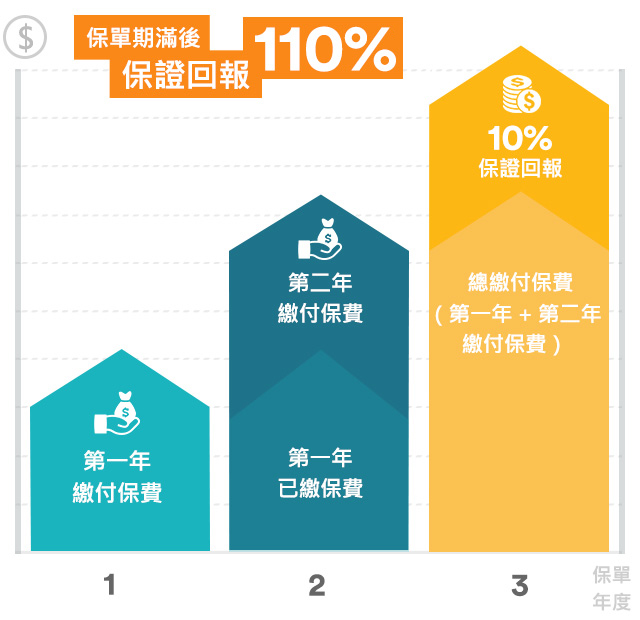 $
保單期滿後
保證回報
110%
$
10%
保證回報
$
第二年
繳付保費
總繳付保費
( 第一年 + 第二年
繳付保費 )
$
第一年
繳付保費
第一年
已繳保費
1
2
3
保單
年度